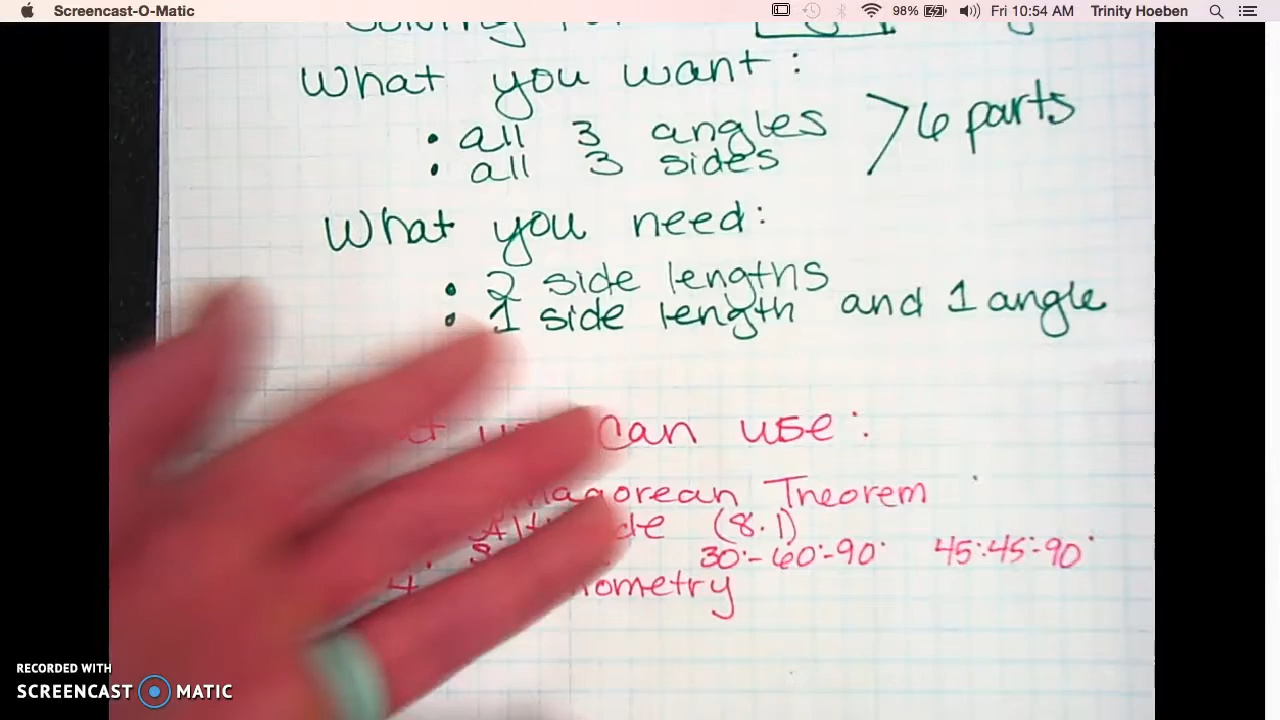 Screencast-O-Matic 98% Fri 10:54 AM Trinity Hoeben
What you want:
• all 3 angles
• all 3 sides
> 6 parts
What you need:
• 2 side lengths
• 1 side length and 1 angle
can use:
Theorem
(8.1)
30°-60°-90° 45°:45°-90°
4.
RECORDED WITH
SCREENCAST O MATIC